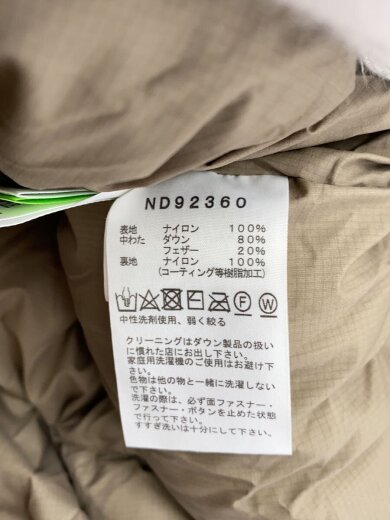 ND92360
表地 ナイロン 100%
中わた ダウン 80%
フェザー 20%
裏地 ナイロン 100%
(コーティング等樹脂加工)
F W
中性洗剤使用、弱く絞る
クリーニングはダウン製品の扱い
に慣れた店にお出し下さい。
家庭用洗濯機のご使用はお避け下
さい。
色物は他の物と一緒に洗濯しない
で下さい。
洗濯の際は、必ず面ファスナー・
ファスナー・ボタンを止めた状態
で行って下さい。
すすぎ洗いは十分にして下さい。